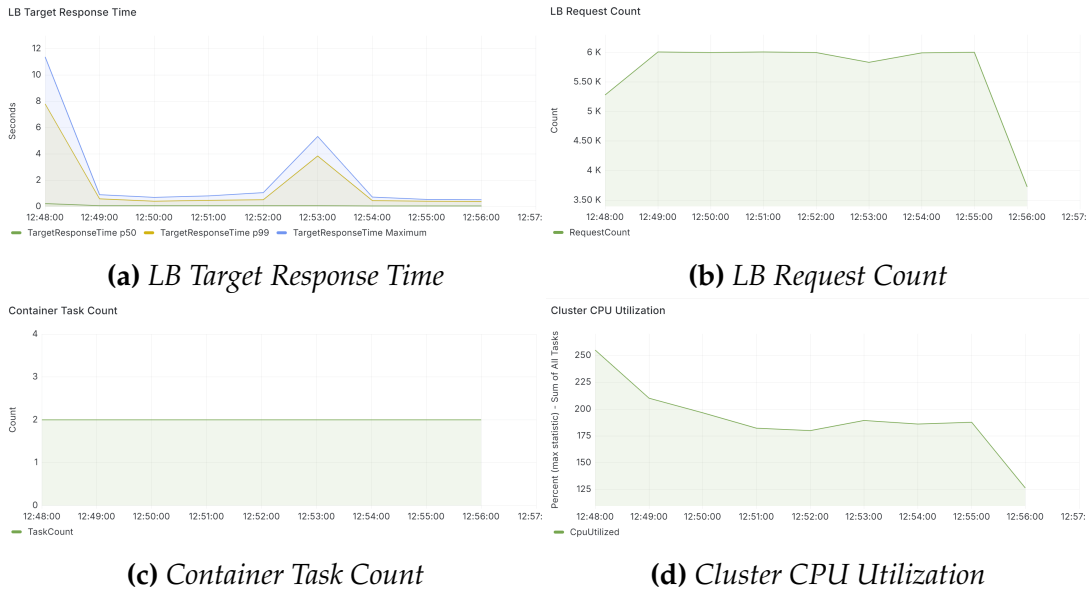 LB Target Response Time
12
10
8
6
4
2
0
Seconds
12:48:00 12:49:00 12:50:00 12:51:00 12:52:00 12:53:00 12:54:00 12:55:00 12:56:00 12:57:
TargetResponseTime p50 TargetResponseTime p99 TargetResponseTime Maximum
(a) LB Target Response Time
LB Request Count
6 K
5.50 K
5 K
4.50 K
4 K
3.50 K
Count
12:48:00 12:49:00 12:50:00 12:51:00 12:52:00 12:53:00 12:54:00 12:55:00 12:56:00 12:57:
RequestCount
(b) LB Request Count
Container Task Count
4
3
2
1
0
Count
12:48:00 12:49:00 12:50:00 12:51:00 12:52:00 12:53:00 12:54:00 12:55:00 12:56:00 12:57:
TaskCount
(c) Container Task Count
Cluster CPU Utilization
250
225
200
175
150
125
Percent (max statistic) - Sum of All Tasks
12:48:00 12:49:00 12:50:00 12:51:00 12:52:00 12:53:00 12:54:00 12:55:00 12:56:00 12:57:
CpuUtilized
(d) Cluster CPU Utilization